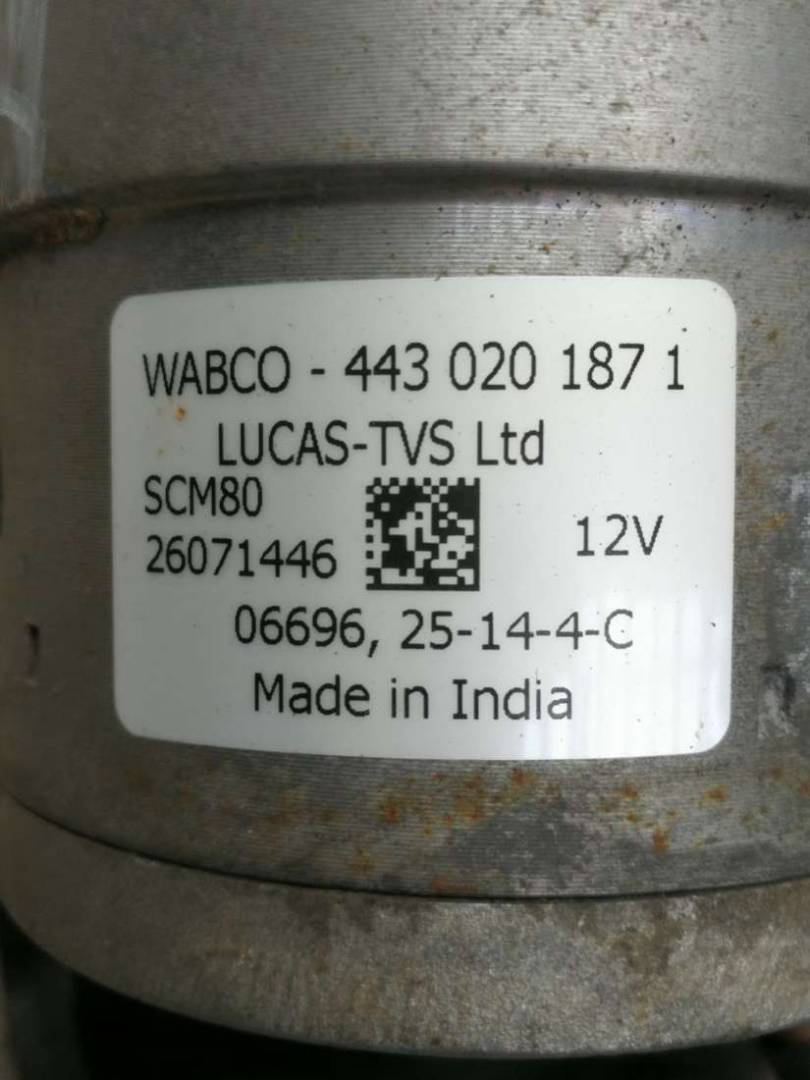 WABCO - 443 020 187 1
LUCAS-TVS Ltd
SCM80
26071446
12V
06696, 25-14-4-C
Made in India